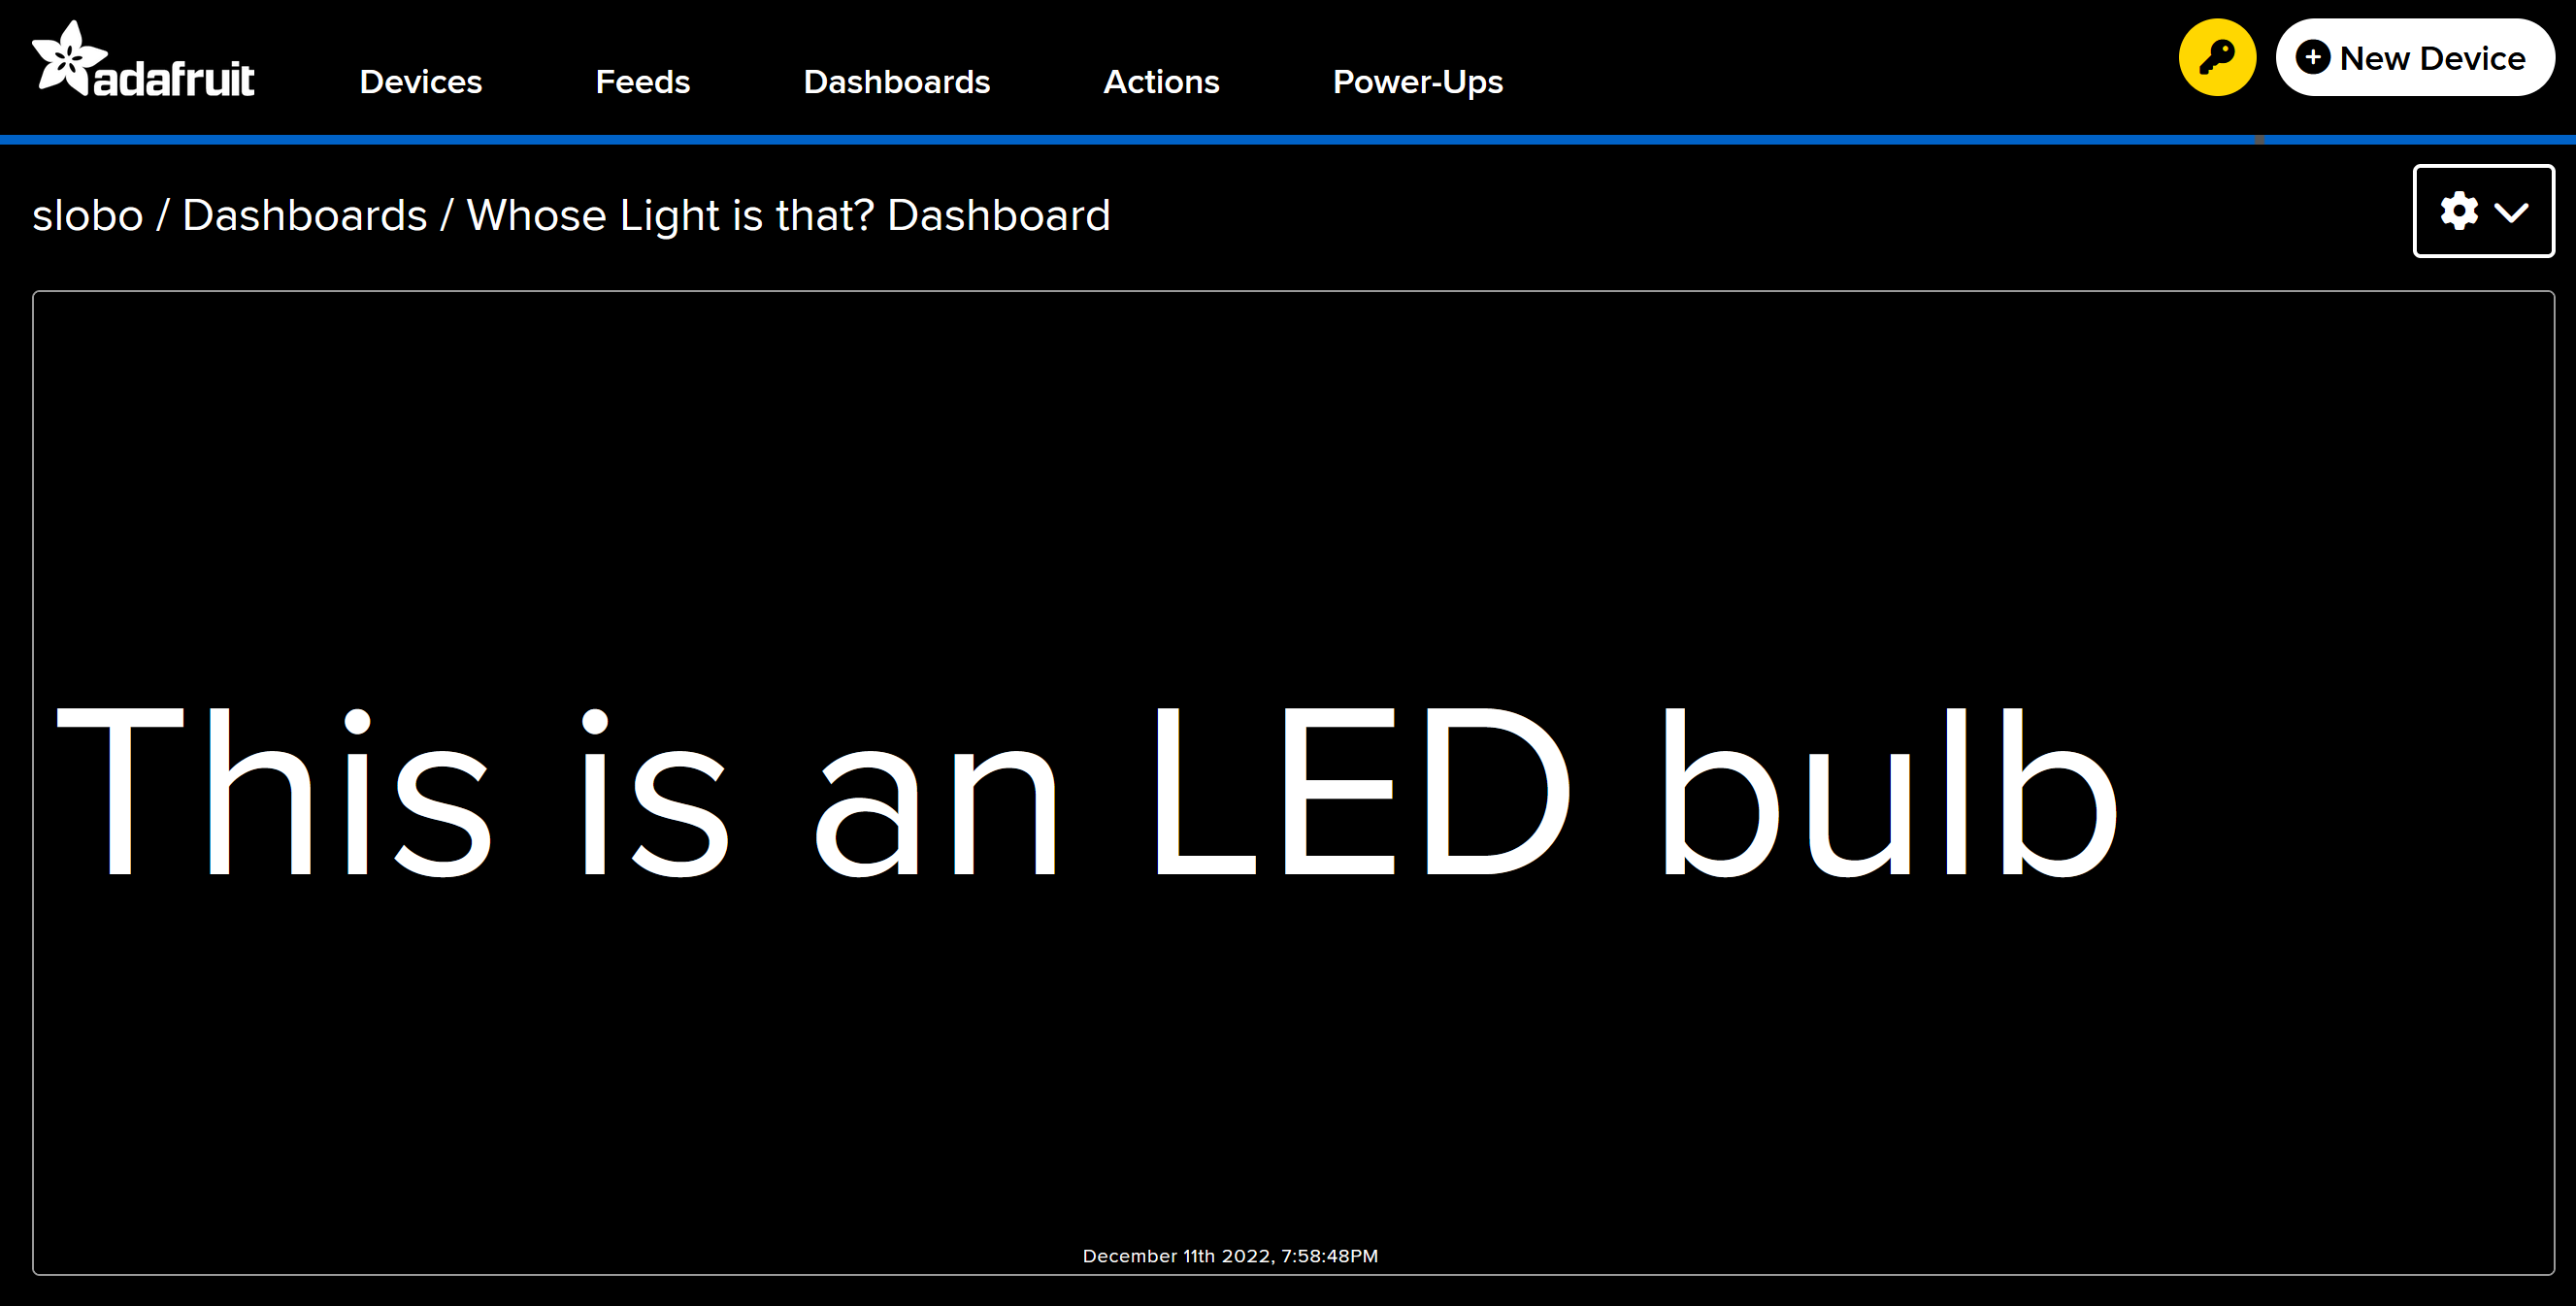 adafruit
Devices Feeds Dashboards Actions Power-Ups
New Device
slobo / Dashboards / Whose Light is that? Dashboard
This is an LED bulb
December 11th 2022, 7:58:48PM